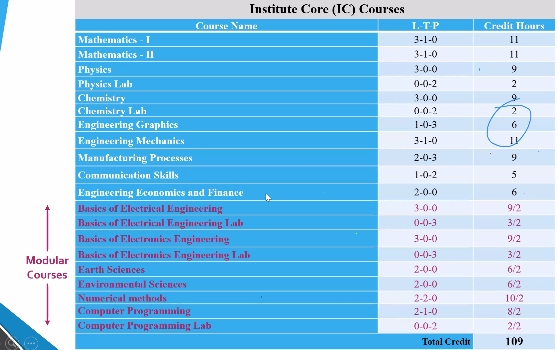 Institute Core (IC) Courses
Course Name L-T-P Credit Hours
Mathematics - I 3-1-0 11
Mathematics - II 3-1-0 11
Physics 3-0-0 9
Physics Lab 0-0-2 2
Chemistry 3-0-0 9
Chemistry Lab 0-0-2 2
Engineering Graphics 1-0-3 6
Engineering Mechanics 3-1-0 11
Manufacturing Processes 2-0-3 9
Communication Skills 1-0-2 5
Engineering Economics and Finance 2-0-0 6
Basics of Electrical Engineering 3-0-0 9/2
Basics of Electrical Engineering Lab 0-0-3 3/2
Basics of Electronics Engineering 3-0-0 9/2
Basics of Electronics Engineering Lab 0-0-3 3/2
Modular
Courses
Earth Sciences 2-0-0 6/2
Environmental Sciences 2-0-0 6/2
Numerical methods 2-2-0 10/2
Computer Programming 2-1-0 8/2
Computer Programming Lab 0-0-2 2/2
Total Credit 109